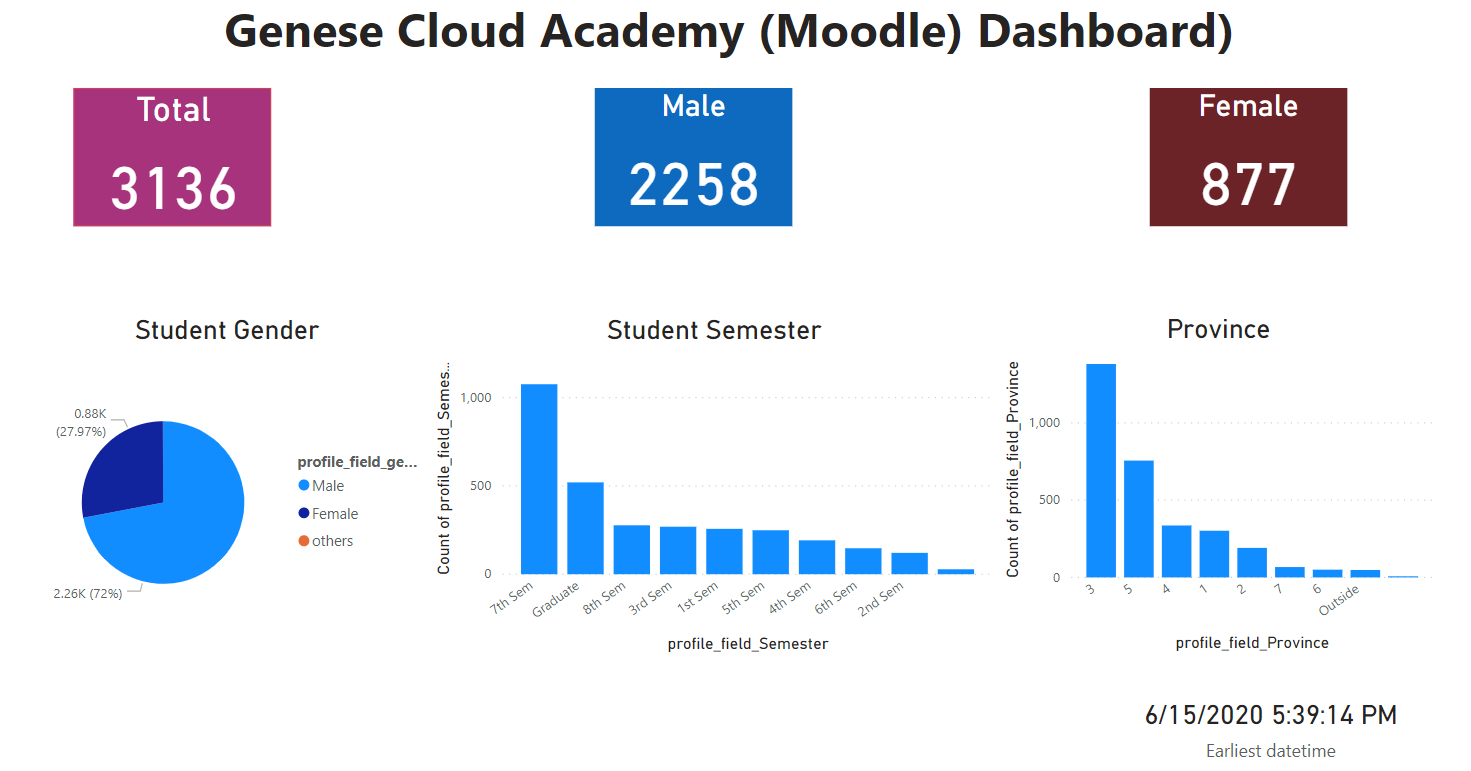 Genese Cloud Academy (Moodle) Dashboard)
Total
3136
Male
2258
Female
877
Student Gender
0.88K
(27.97%)
2.26K (72%)
profile_field_ge...
Male
Female
others
Student Semester
Count of profile_field_Semes...
1,000
500
0
7th Sem
Graduate
8th Sem
3rd Sem
1st Sem
5th Sem
4th Sem
6th Sem
2nd Sem
profile_field_Semester
Province
Count of profile_field_Province
1,000
500
0
3
5
4
1
2
7
6
Outside
profile_field_Province
6/15/2020 5:39:14 PM
Earliest datetime